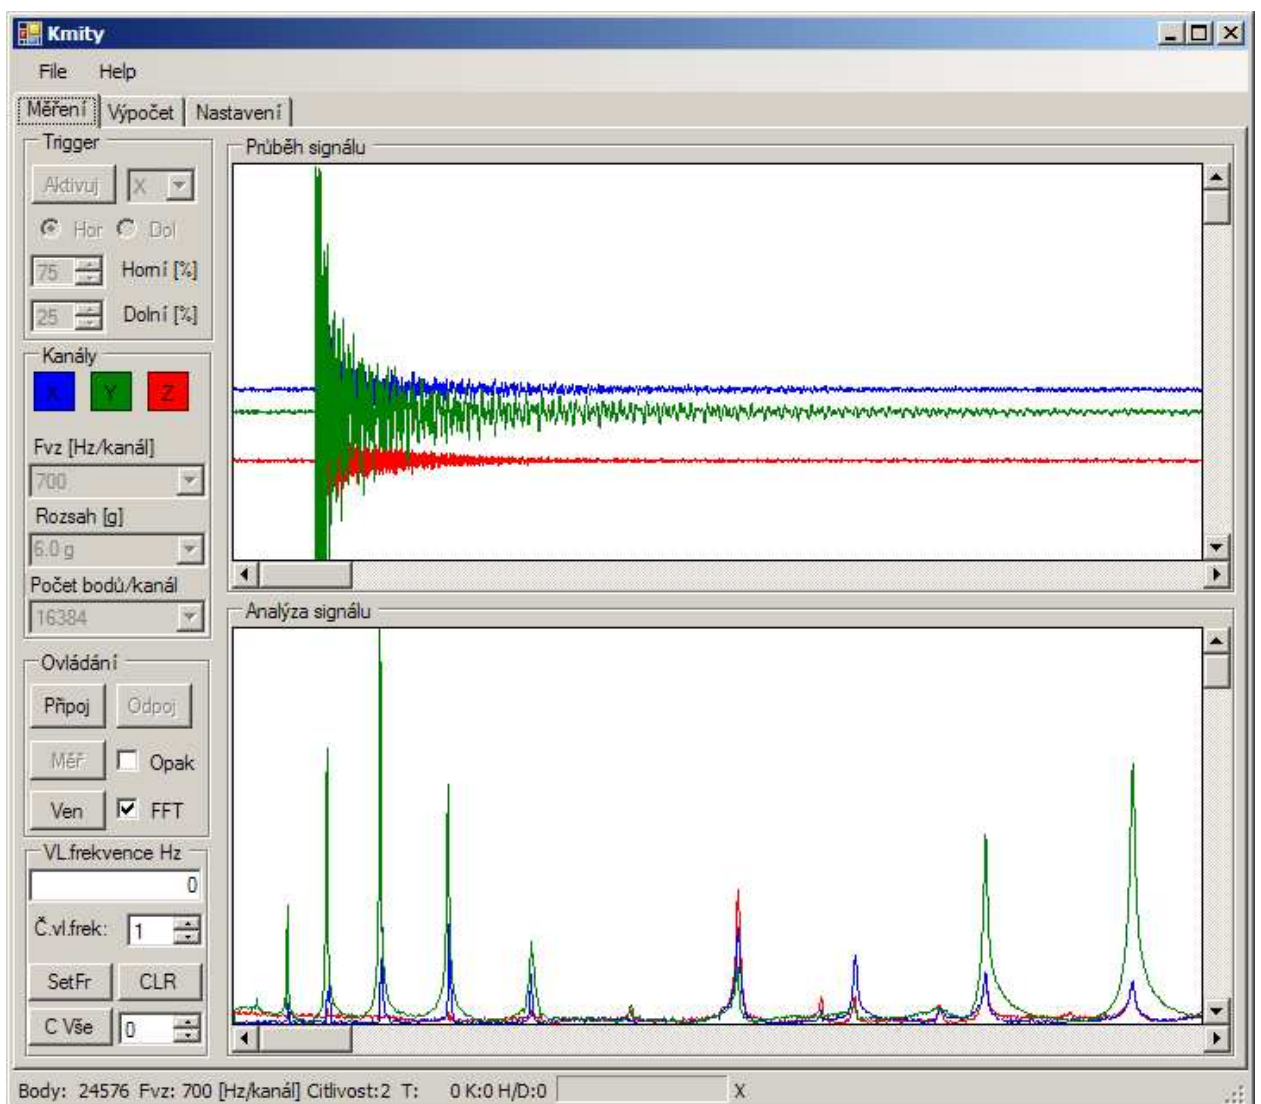 Kmity
File Help
Měření Výpočet Nastavení
Trigger
Aktivuj X
Hor Dol
75 Horní [%]
25 Dolní [%]
Kanály
X Y Z
Fvz [Hz/kanál]
700
Rozsah [g]
6.0 g
Počet bodů/kanál
16384
Ovládání
Připoj Odpoj
Měř Opak
Ven FFT
VL.frekvence Hz
0
Č.vl.frek: 1
SetFr CLR
C Vše 0
Průběh signálu
Analýza signálu
Body: 24576 Fvz: 700 [Hz/kanál] Citlivost:2 T: 0 K:0 H/D:0 X